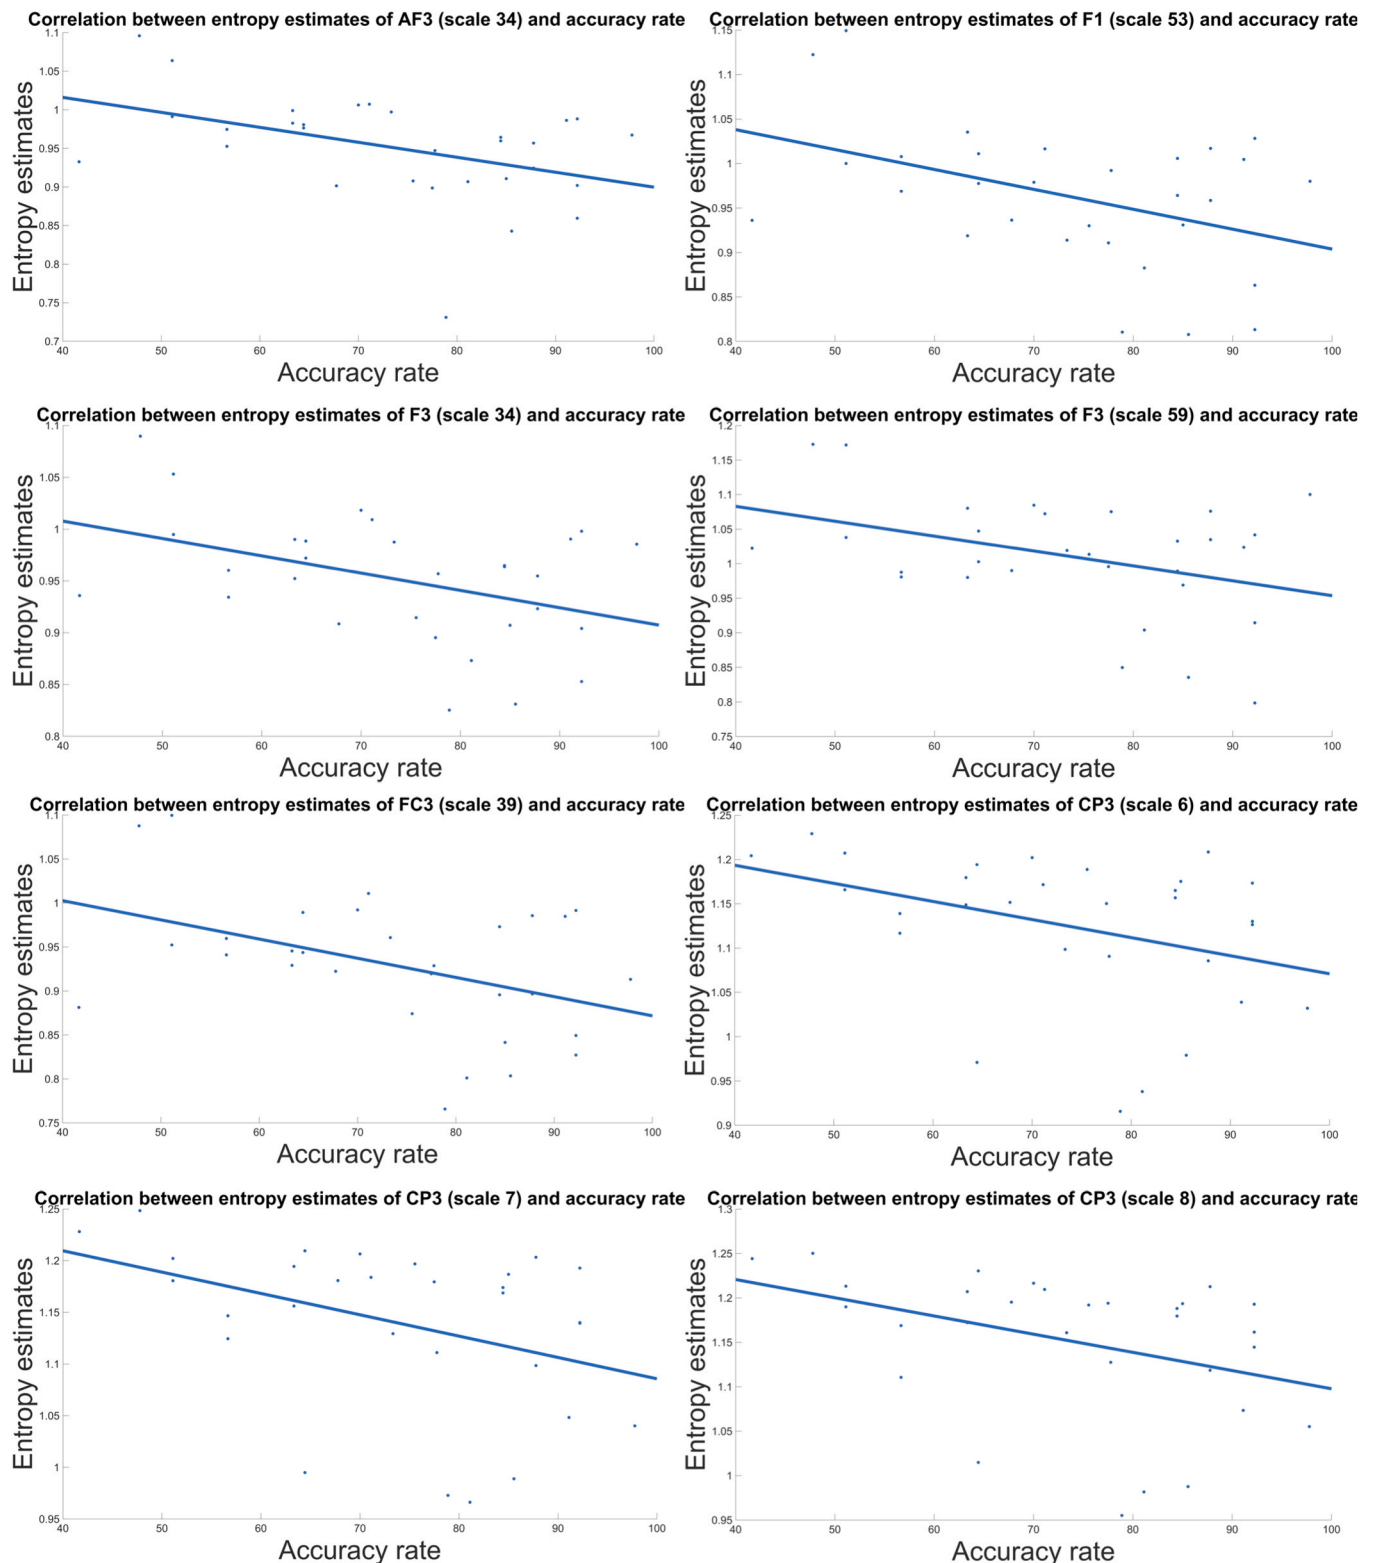 Correlation between entropy estimates of AF3 (scale 34) and accuracy rate
1.1
1.05
1
0.95
0.9
0.85
0.8
0.75
0.7
Entropy estimates
40 50 60 70 80 90 100
Accuracy rate
Correlation between entropy estimates of F1 (scale 53) and accuracy rate
1.15
1.1
1.05
1
0.95
0.9
0.85
0.8
Entropy estimates
40 50 60 70 80 90 100
Accuracy rate
Correlation between entropy estimates of F3 (scale 34) and accuracy rate
1.1
1.05
1
0.95
0.9
0.85
0.8
Entropy estimates
40 50 60 70 80 90 100
Accuracy rate
Correlation between entropy estimates of F3 (scale 59) and accuracy rate
1.2
1.15
1.1
1.05
1
0.95
0.9
0.85
0.8
0.75
Entropy estimates
40 50 60 70 80 90 100
Accuracy rate
Correlation between entropy estimates of FC3 (scale 39) and accuracy rate
1.1
1.05
1
0.95
0.9
0.85
0.8
0.75
Entropy estimates
40 50 60 70 80 90 100
Accuracy rate
Correlation between entropy estimates of CP3 (scale 6) and accuracy rate
1.25
1.2
1.15
1.1
1.05
1
0.95
0.9
Entropy estimates
40 50 60 70 80 90 100
Accuracy rate
Correlation between entropy estimates of CP3 (scale 7) and accuracy rate
1.25
1.2
1.15
1.1
1.05
1
0.95
Entropy estimates
40 50 60 70 80 90 100
Accuracy rate
Correlation between entropy estimates of CP3 (scale 8) and accuracy rate
1.3
1.25
1.2
1.15
1.1
1.05
1
0.95
Entropy estimates
40 50 60 70 80 90 100
Accuracy rate